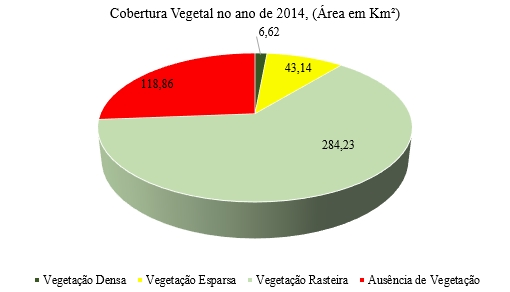 Cobertura Vegetal no ano de 2014, (Área em Km²)
6,62
43,14
118,86
284,23
Vegetação Densa Vegetação Esparsa Vegetação Rasteira Ausência de Vegetação